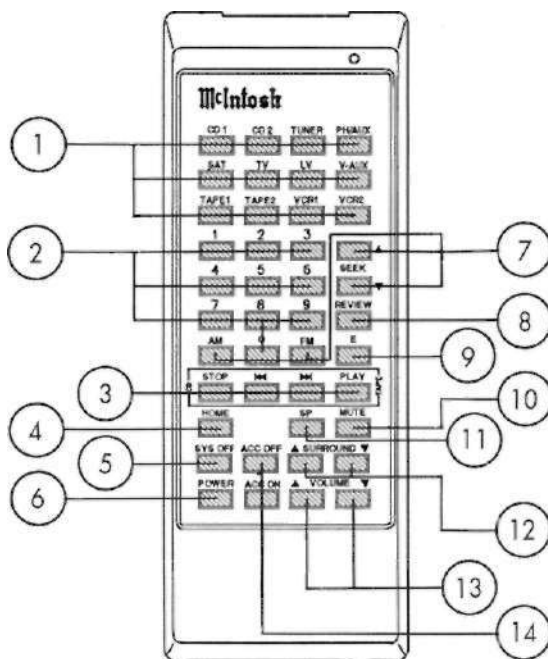 McIntosh
CD 1 CD 2 TUNER PH/AUX
1
SAT TV LV V-AUX
TAPE1 TAPE2 VCR1 VCR2
2
1 2 3
7
4 5 6 SEEK
7 8 9 REVIEW
8
AM 0 FM E
9
STOP PLAY
3
10
HOME SP MUTE
4
11
SYS OFF ACC OFF SURROUND
5
POWER ACC ON VOLUME
6
12
13
14